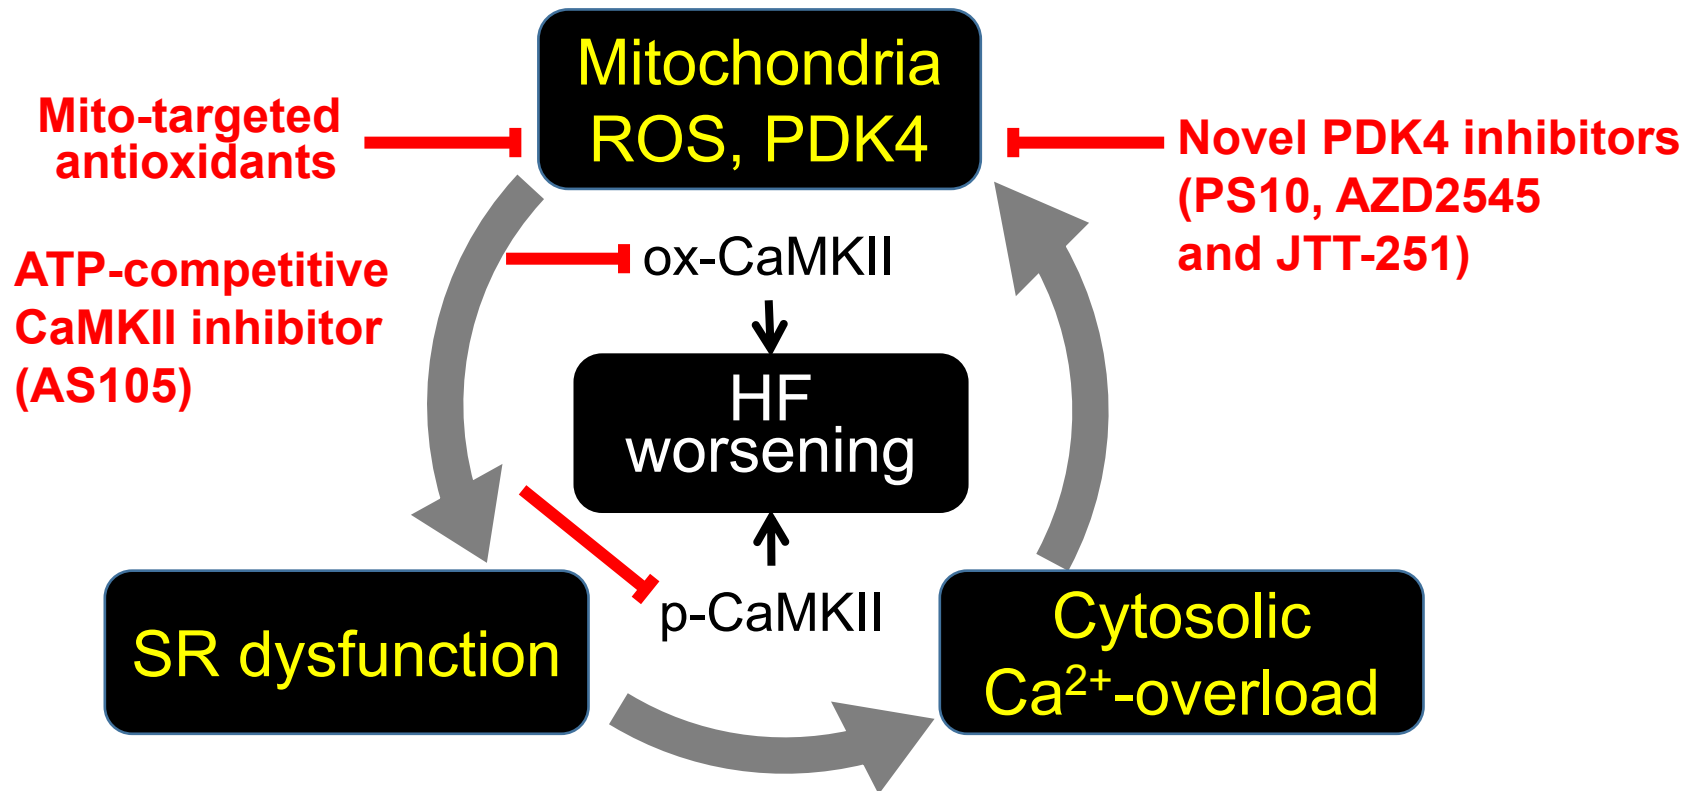 Mitochondria
ROS, PDK4
Mito-targeted
antioxidants
Novel PDK4 inhibitors
(PS10, AZD2545
and JTT-251)
ox-CaMKII
ATP-competitive
CaMKII inhibitor
(AS105)
HF
worsening
p-CaMKII
SR dysfunction
Cytosolic
Ca²⁺-overload